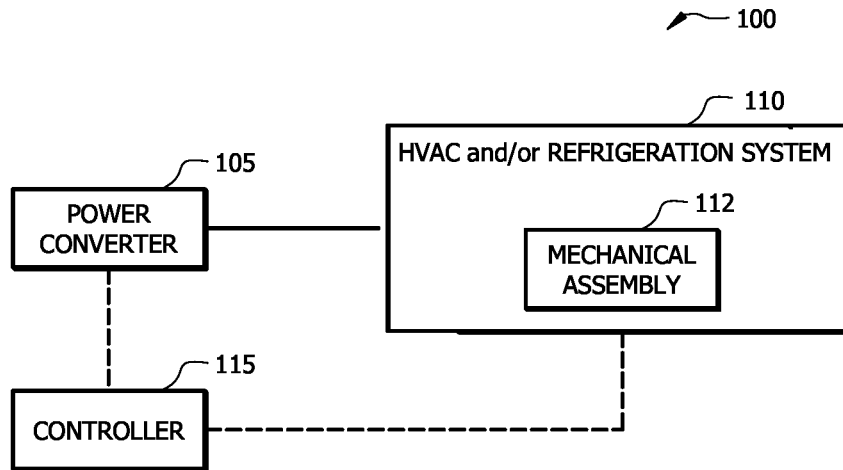 100
110
HVAC and/or REFRIGERATION SYSTEM
105
112
POWER
CONVERTER
MECHANICAL
ASSEMBLY
115
CONTROLLER